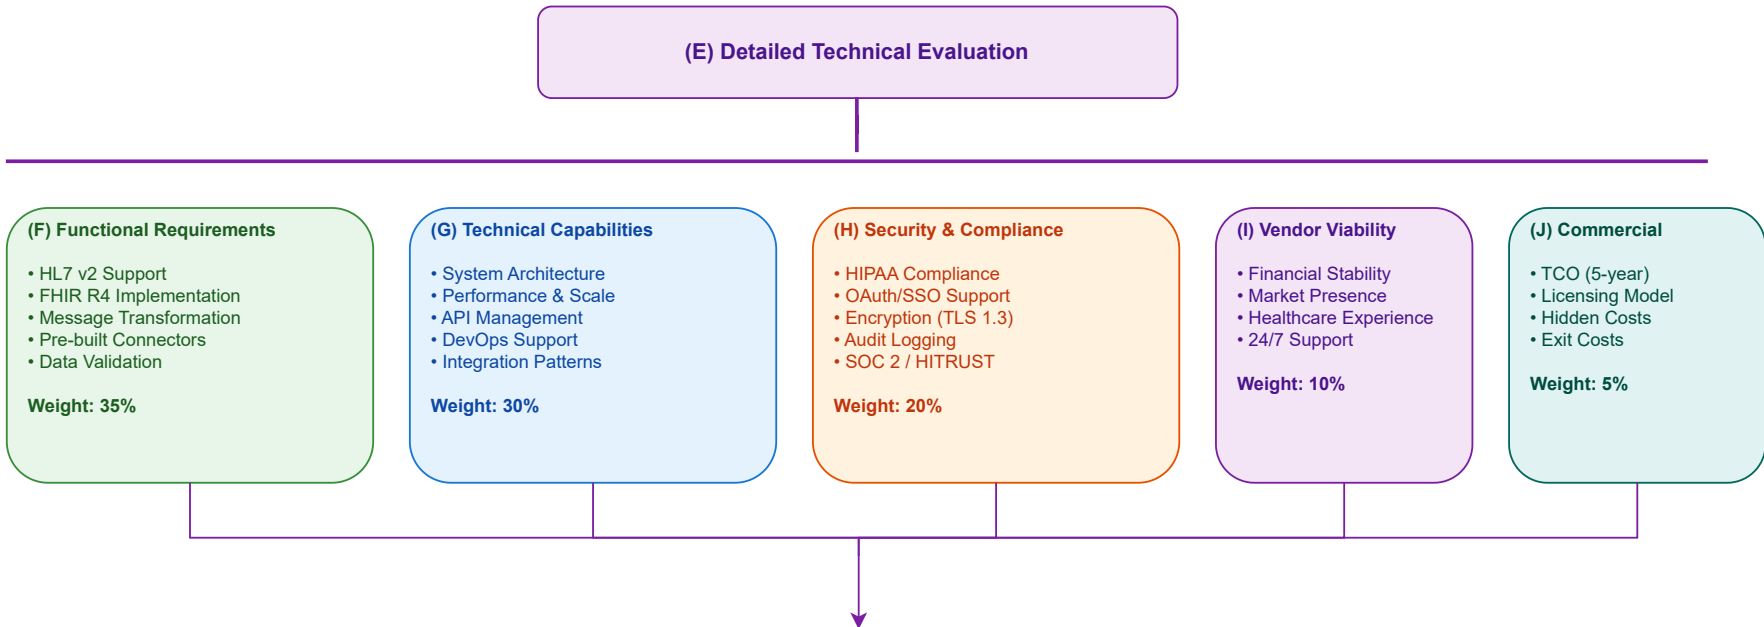 (E) Detailed Technical Evaluation
(F) Functional Requirements
• HL7 v2 Support
• FHIR R4 Implementation
• Message Transformation
• Pre-built Connectors
• Data Validation
Weight: 35%
(G) Technical Capabilities
• System Architecture
• Performance & Scale
• API Management
• DevOps Support
• Integration Patterns
Weight: 30%
(H) Security & Compliance
• HIPAA Compliance
• OAuth/SSO Support
• Encryption (TLS 1.3)
• Audit Logging
• SOC 2 / HITRUST
Weight: 20%
(I) Vendor Viability
• Financial Stability
• Market Presence
• Healthcare Experience
• 24/7 Support
Weight: 10%
(J) Commercial
• TCO (5-year)
• Licensing Model
• Hidden Costs
• Exit Costs
Weight: 5%